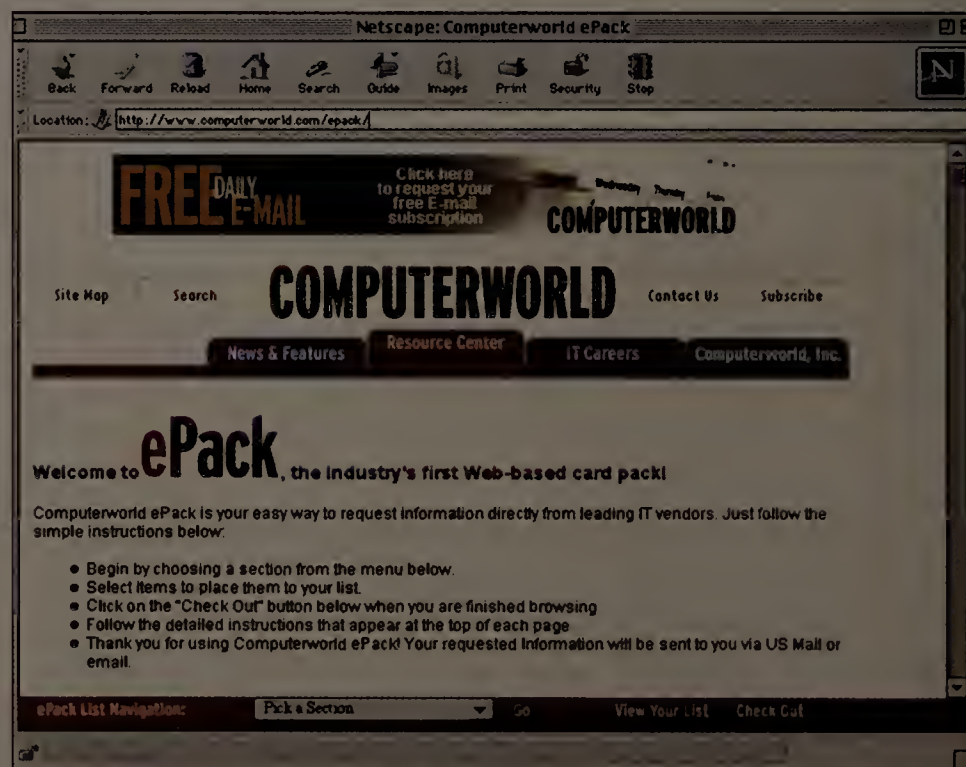 Netscape: Computerworld ePack
Back Forward Reload Home Search Guide Images Print Security Stop
N
Location: http://www.computerworld.com/epack/
FREE DAILY E-MAIL
Click here
to request your
free E-mail
subscription
Wednesday Thursday
COMPUTERWORLD
Site Map Search COMPUTERWORLD Contact Us Subscribe
News & Features Resource Center IT Careers Computerworld, Inc.
Welcome to ePack, the industry's first Web-based card pack!
Computerworld ePack is your easy way to request information directly from leading IT vendors. Just follow the
simple instructions below:
• Begin by choosing a section from the menu below.
• Select items to place them to your list.
• Click on the "Check Out" button below when you are finished browsing
• Follow the detailed instructions that appear at the top of each page
• Thank you for using Computerworld ePack! Your requested Information will be sent to you via US Mail or
email.
ePack List Navigation: Pick a Section Go View Your List Check Out